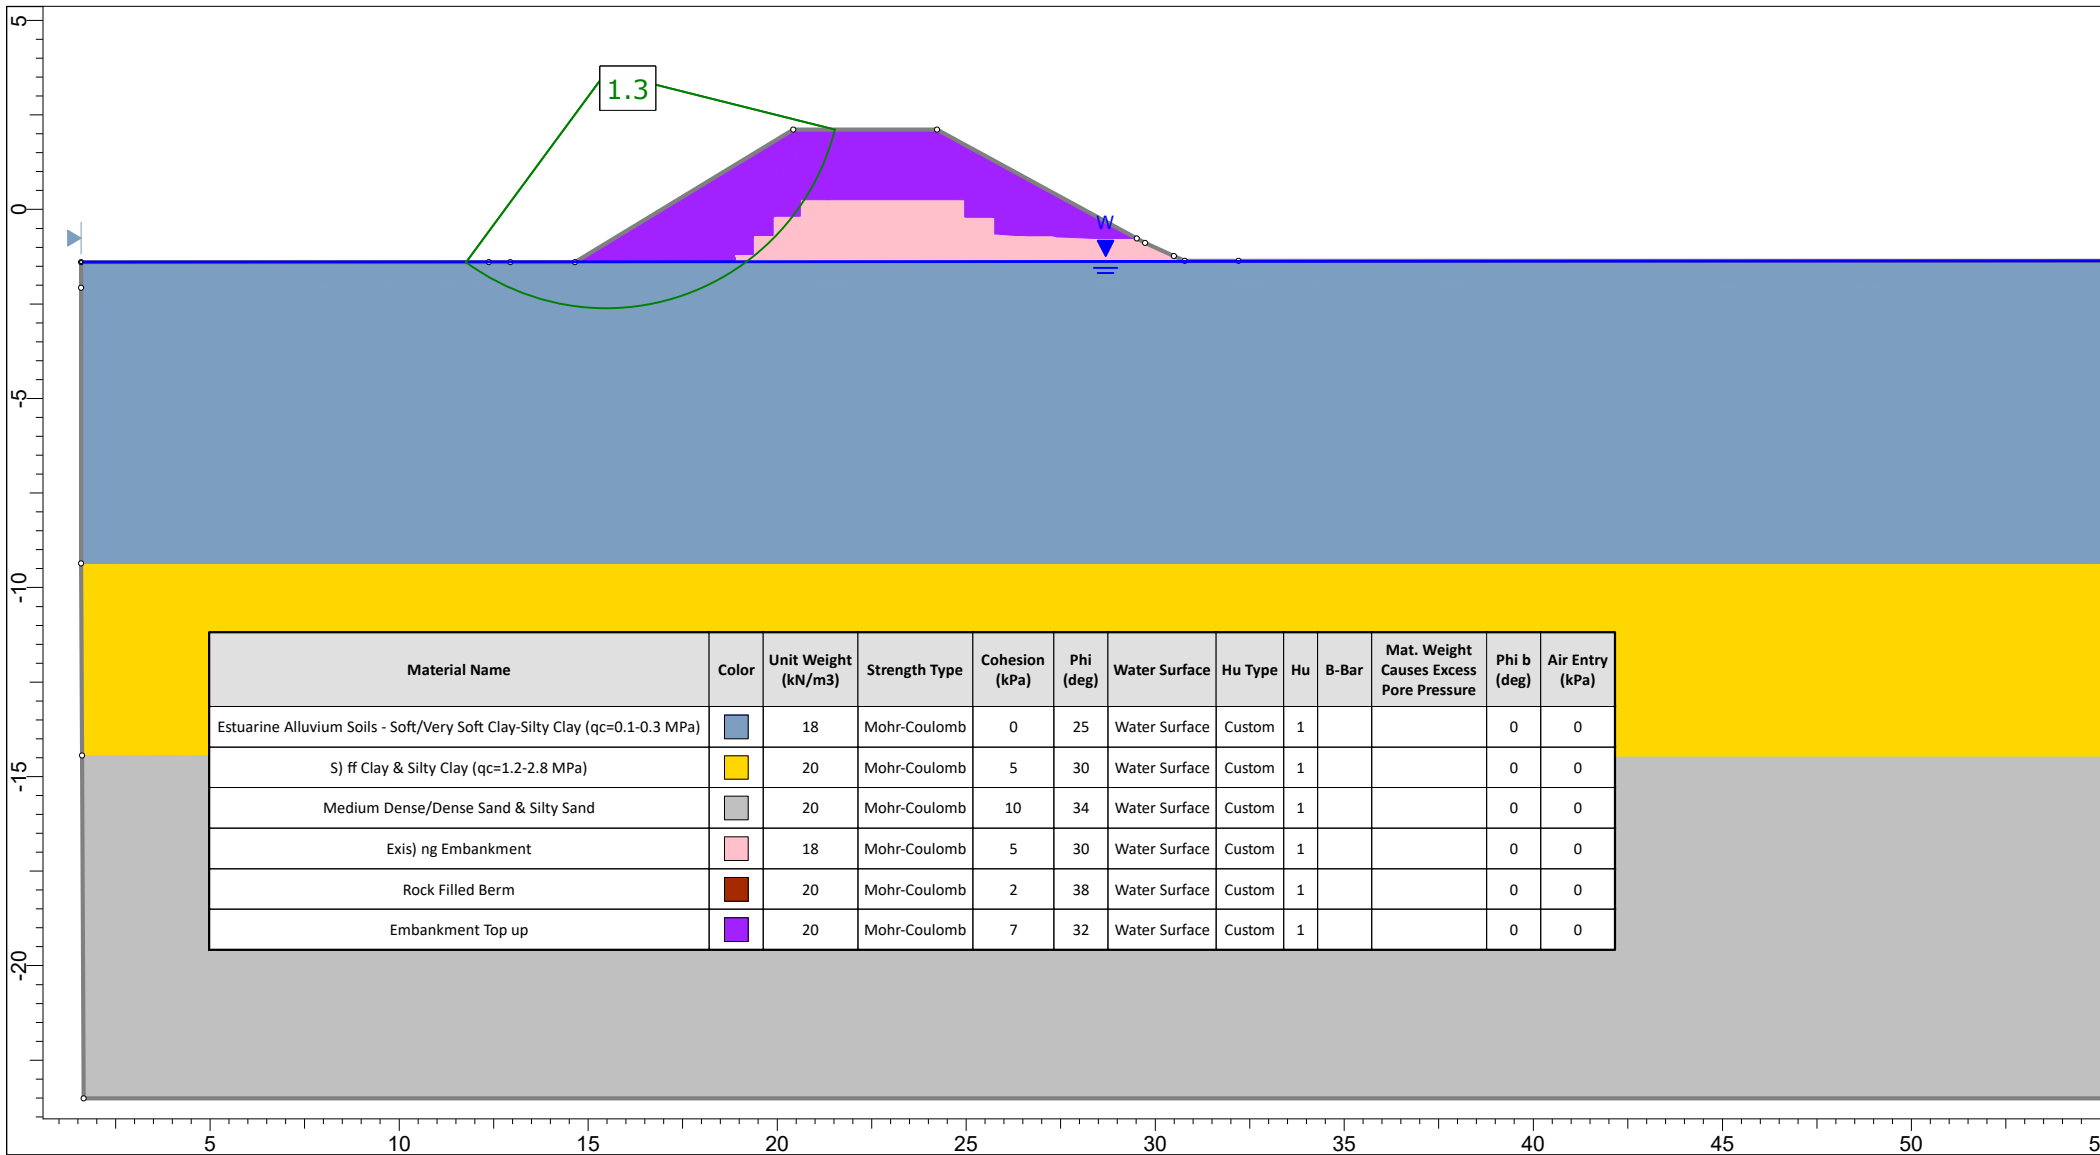 5
1.3
0
W
-5
-10
Material Name Color Unit Weight (kN/m3) Strength Type Cohesion (kPa) Phi (deg) Water Surface Hu Type Hu B-Bar Mat. Weight Causes Excess Pore Pressure Phi b (deg) Air Entry (kPa)
Estuarine Alluvium Soils - Soft/Very Soft Clay-Silty Clay (qc=0.1-0.3 MPa) 18 Mohr-Coulomb 0 25 Water Surface Custom 1 0 0
S) ff Clay & Silty Clay (qc=1.2-2.8 MPa) 20 Mohr-Coulomb 5 30 Water Surface Custom 1 0 0
-15
Medium Dense/Dense Sand & Silty Sand 20 Mohr-Coulomb 10 34 Water Surface Custom 1 0 0
Exis) ng Embankment 18 Mohr-Coulomb 5 30 Water Surface Custom 1 0 0
Rock Filled Berm 20 Mohr-Coulomb 2 38 Water Surface Custom 1 0 0
Embankment Top up 20 Mohr-Coulomb 7 32 Water Surface Custom 1 0 0
-20
5 10 15 20 25 30 35 40 45 50 5